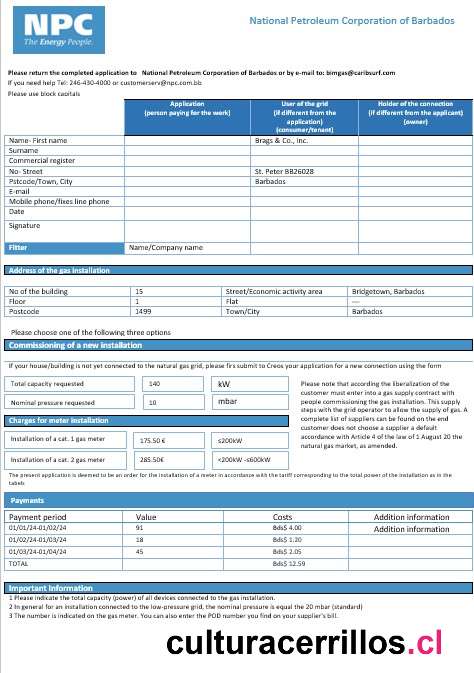 NPC
The Energy People.
National Petroleum Corporation of Barbados
Please return the completed application to National Petroleum Corporation of Barbados or by e-mail to: bimgas@caribsurf.com
If you need help Tel: 246-430-4000 or customerserv@npc.com.bb
Please use block capitals
Application (person paying for the work) User of the grid (if different from the application) (consumer/tenant) Holder of the connection (if different from the applicant) (owner)
Name- First name Brags & Co., Inc.
Surname
Commercial register
No- Street St. Peter BB26028
Pstcode/Town, City Barbados
E-mail
Mobile phone/fixes line phone
Date
Signature
Fitter Name/Company name
Address of the gas installation
No of the building 15 Street/Economic activity area Bridgetown, Barbados
Floor 1 Flat ---
Postcode 1499 Town/City Barbados
Please choose one of the following three options
Commissioning of a new installation
If your house/building is not yet connected to the natural gas grid, please firs submit to Creos your application for a new connection using the form
Total capacity requested 140 kW
Nominal pressure requested 10 mbar
Charges for meter installation
Installation of a cat. 1 gas meter 175.50 € ≤200kW
Installation of a cat. 2 gas meter 285.50€ <200kW -≤600kW
Please note that according the liberalization of the
customer must enter into a gas supply contract with
people commissioning the gas installation. This supply
steps with the grid operator to allow the supply of gas. A
complete list of suppliers can be found on the end
customer does not choose a supplier a default
accordance with Article 4 of the law of 1 August 20 the
natural gas market, as amended.
The present application is deemed to be an order for the installation of a meter in accordance with the tariff corresponding to the total power of the installation as in the
tabels
Payments
Payment period Value Costs Addition information
01/01/24-01/02/24 91 Bds$ 4.00 Addition information
01/02/24-01/03/24 18 Bds$ 1.20
01/03/24-01/04/24 45 Bds$ 2.05
TOTAL Bds$ 12.59
Important Information
1 Please indicate the total capacity (power) of all devices connected to the gas installation.
2 In general for an installation connected to the low-pressure grid, the nominal pressure is equal the 20 mbar (standard)
3 The number is indicated on the gas meter. You can also enter the POD number you find on your supplier's bill.
culturacerrillos.cl